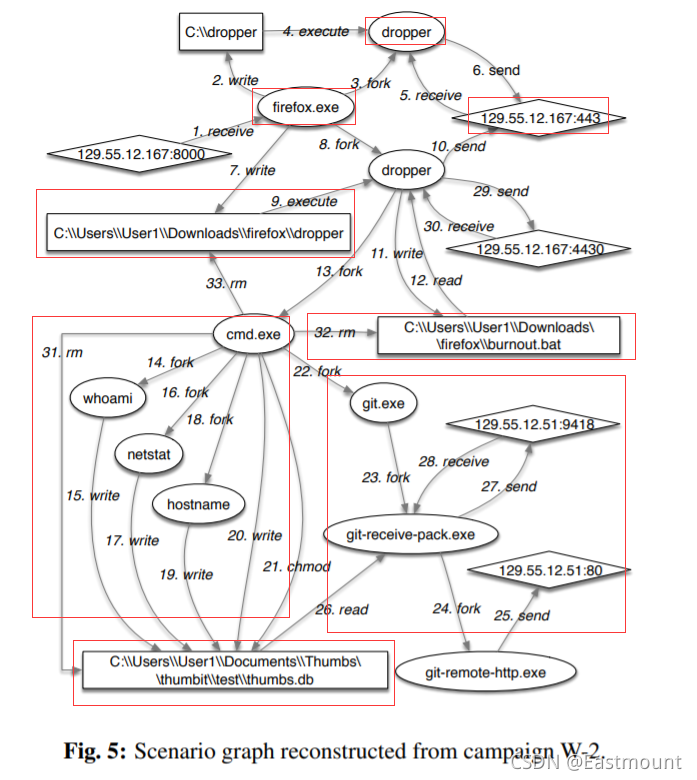 C:\\dropper
4. execute
dropper
2. write
3. fork
6. send
5. receive
firefox.exe
129.55.12.167:443
1. receive
8. fork
10. send
129.55.12.167:8000
7. write
dropper
29. send
9. execute
30. receive
C:\\Users\\User1\\Downloads\\firefox\\dropper
11. write
129.55.12.167:4430
13. fork
12. read
33. rm
cmd.exe
32. rm
C:\\Users\\User1\\Downloads\
\firefox\\burnout.bat
31. rm
14. fork
22. fork
whoami
16. fork
git.exe
18. fork
129.55.12.51:9418
netstat
28. receive
23. fork
15. write
hostname
27. send
17. write
20. write
git-receive-pack.exe
19. write
21. chmod
129.55.12.51:80
26. read
24. fork
25. send
C:\\Users\\User1\\Documents\\Thumbs\
\thumbit\\test\\thumbs.db
git-remote-http.exe
Fig. 5: Scenario graph reconstructed from campaign W-2.
CSDN @Eastmount